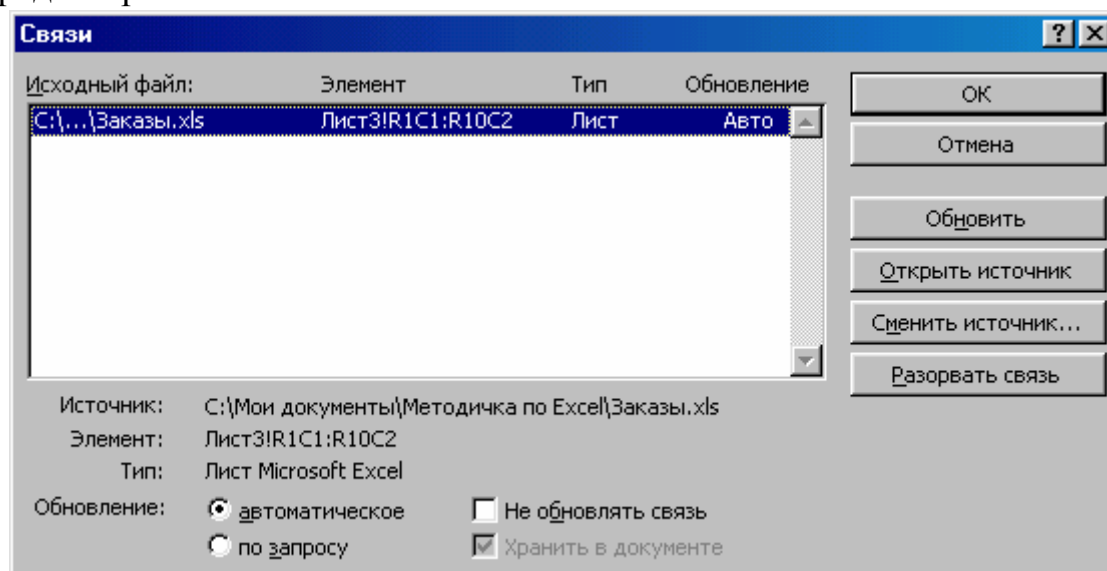 Связи
Исходный файл: Элемент Тип Обновление
C:\...\Заказы.xls Лист3!R1C1:R10C2 Лист Авто
ОК
Отмена
Обновить
Открыть источник
Сменить источник...
Разорвать связь
Источник: C:\Мои документы\Методичка по Excel\Заказы.xls
Элемент: Лист3!R1C1:R10C2
Тип: Лист Microsoft Excel
Обновление: автоматическое Не обновлять связь
по запросу Хранить в документе